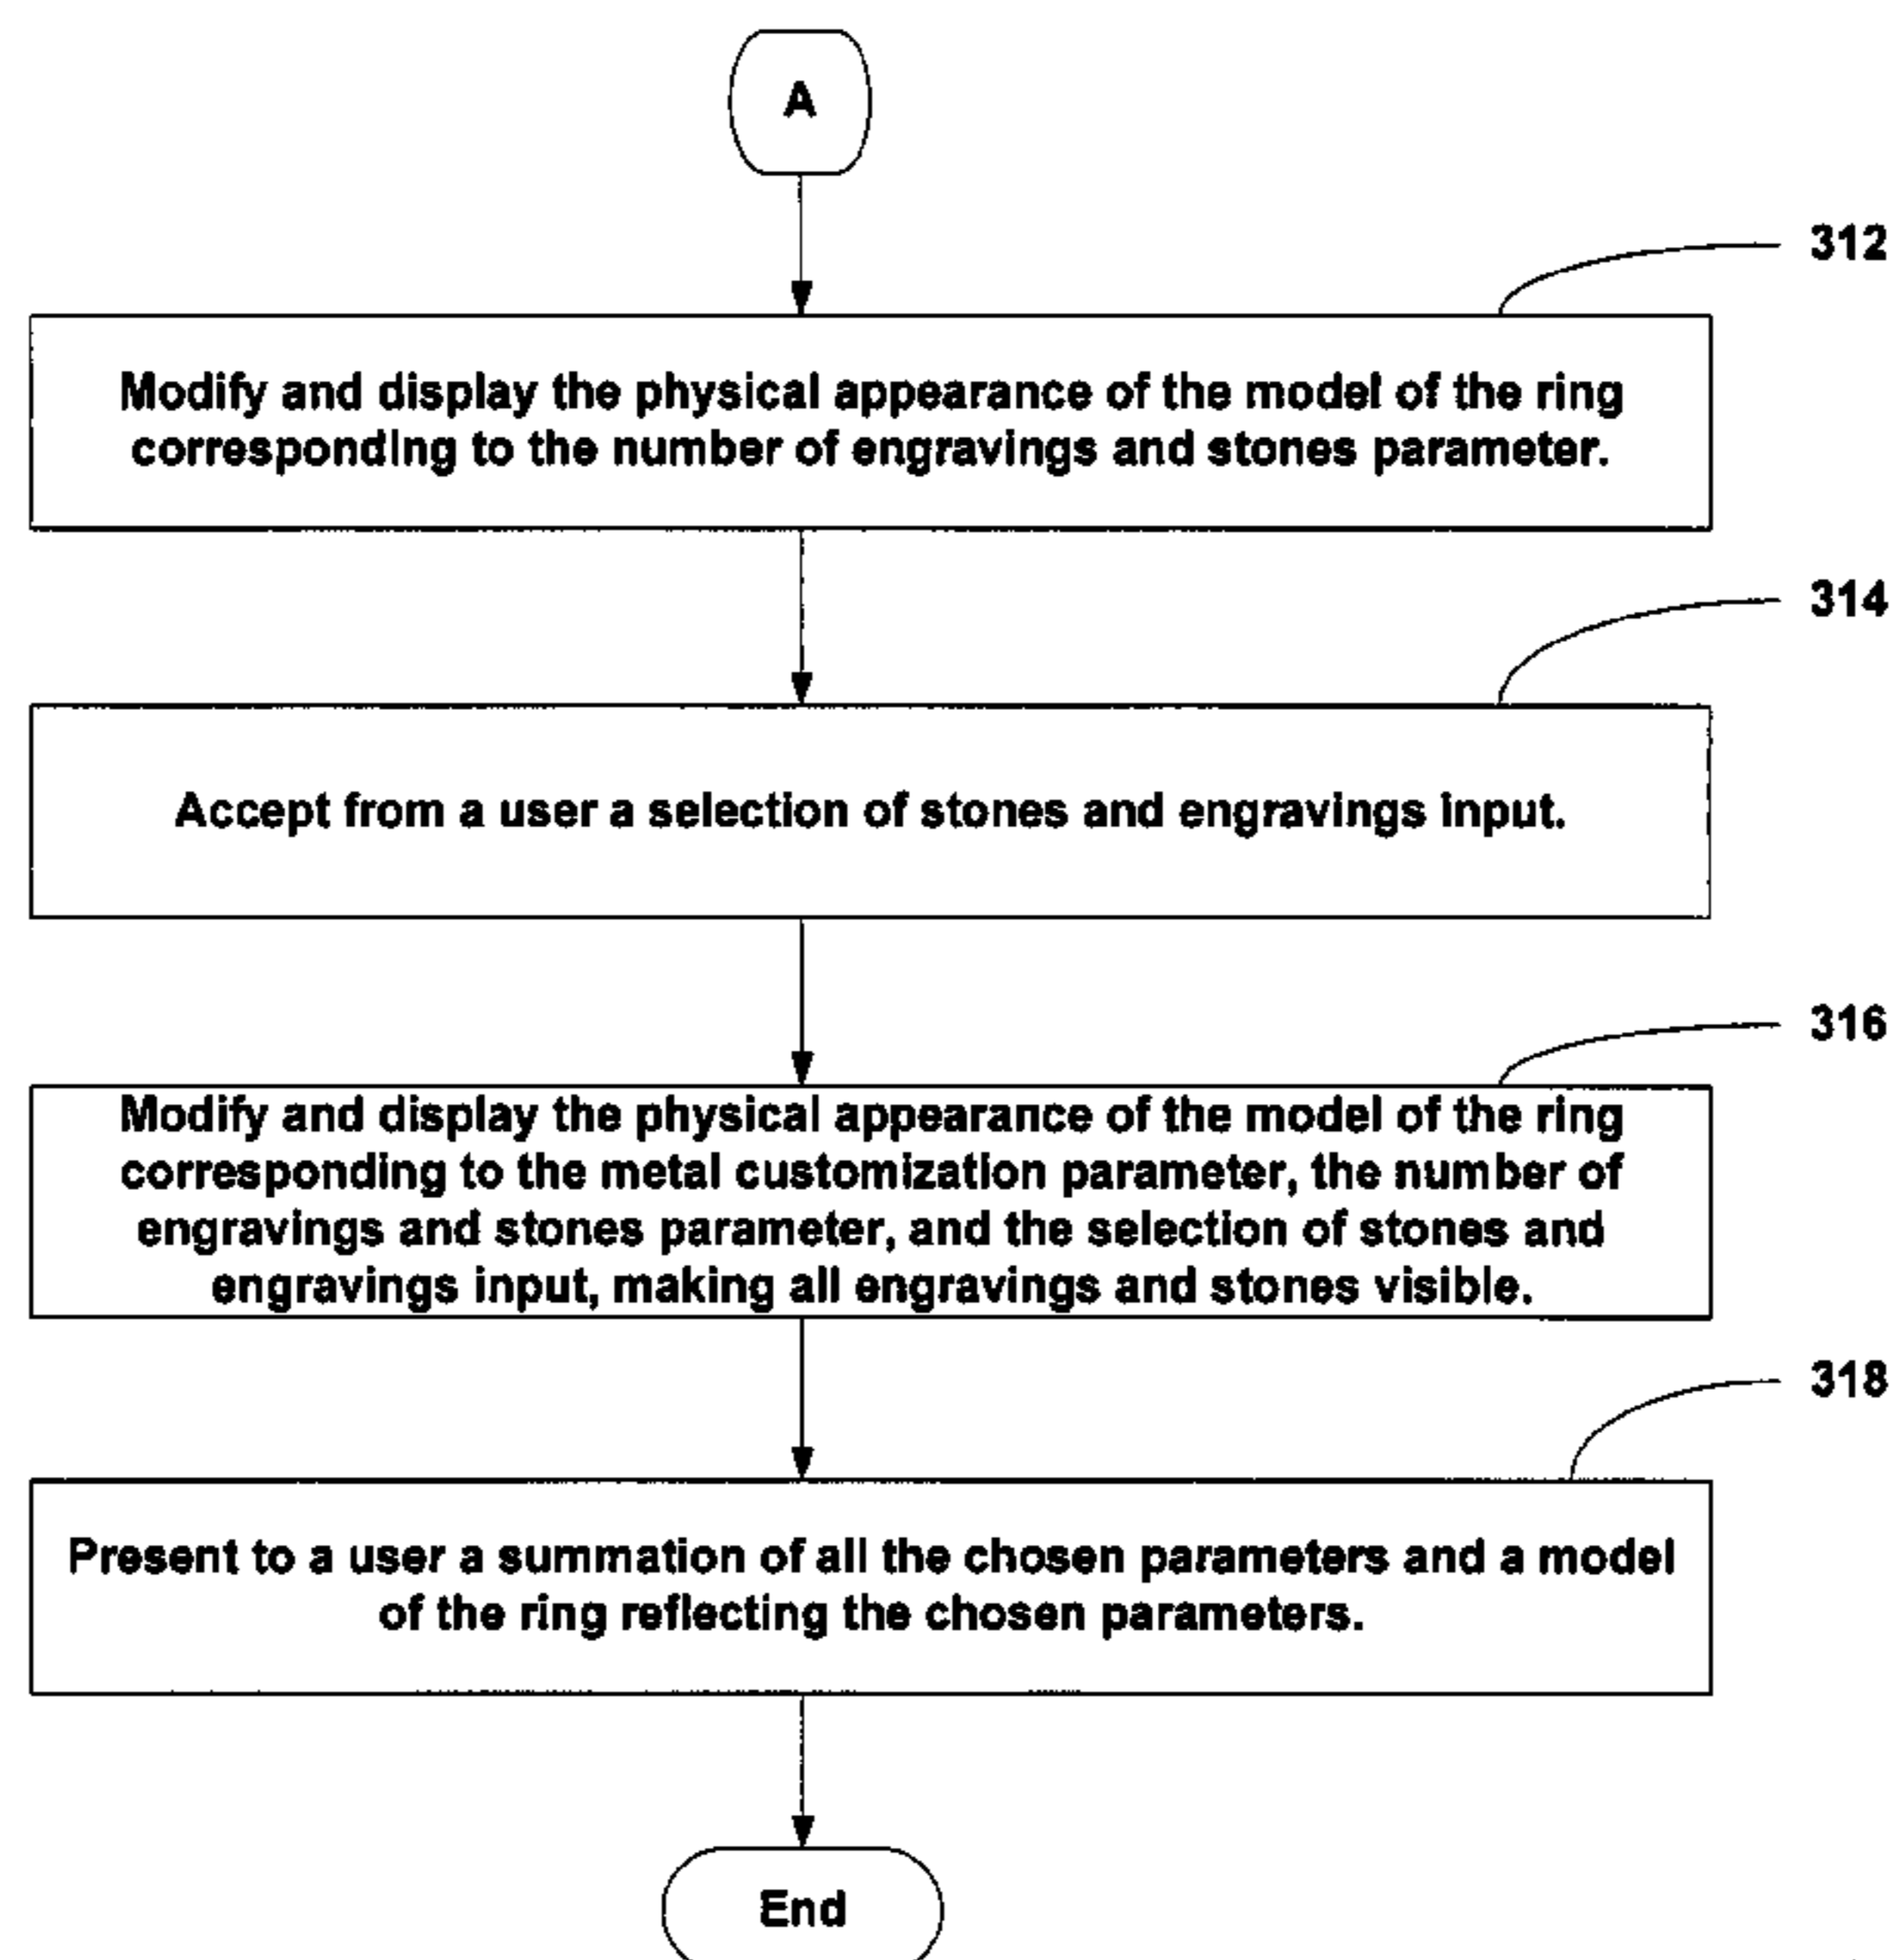 A
312
Modify and display the physical appearance of the model of the ring
corresponding to the number of engravings and stones parameter.
314
Accept from a user a selection of stones and engravings input.
316
Modify and display the physical appearance of the model of the ring
corresponding to the metal customization parameter, the number of
engravings and stones parameter, and the selection of stones and
engravings input, making all engravings and stones visible.
318
Present to a user a summation of all the chosen parameters and a model
of the ring reflecting the chosen parameters.
End